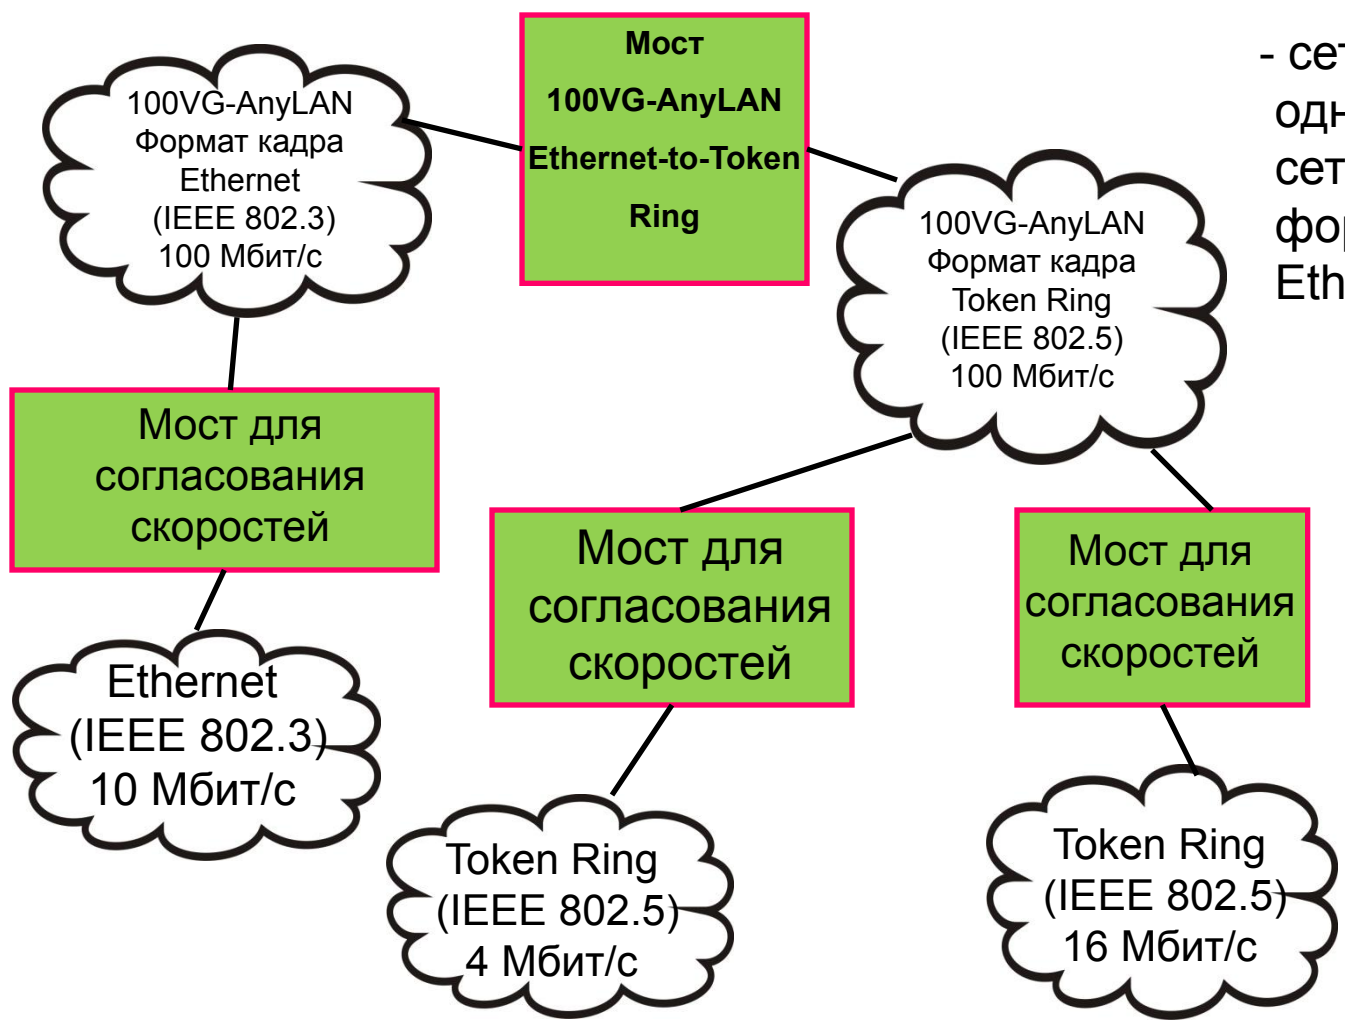 Мост
100VG-AnyLAN
Ethernet-to-Token
Ring
100VG-AnyLAN
Формат кадра
Ethernet
(IEEE 802.3)
100 Мбит/с
100VG-AnyLAN
Формат кадра
Token Ring
(IEEE 802.5)
100 Мбит/с
Мост для
согласования
скоростей
Мост для
согласования
скоростей
Мост для
согласования
скоростей
Ethernet
(IEEE 802.3)
10 Мбит/с
Token Ring
(IEEE 802.5)
4 Мбит/с
Token Ring
(IEEE 802.5)
16 Мбит/с